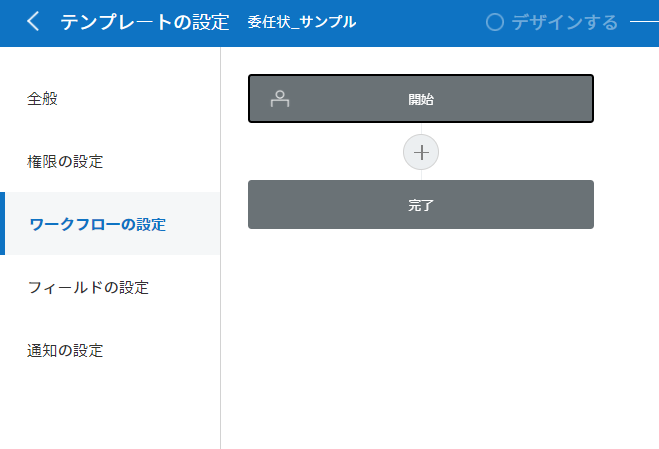 テンプレートの設定 委任状_サンプル デザインする
全般
権限の設定
ワークフローの設定
フィールドの設定
通知の設定
開始
完了